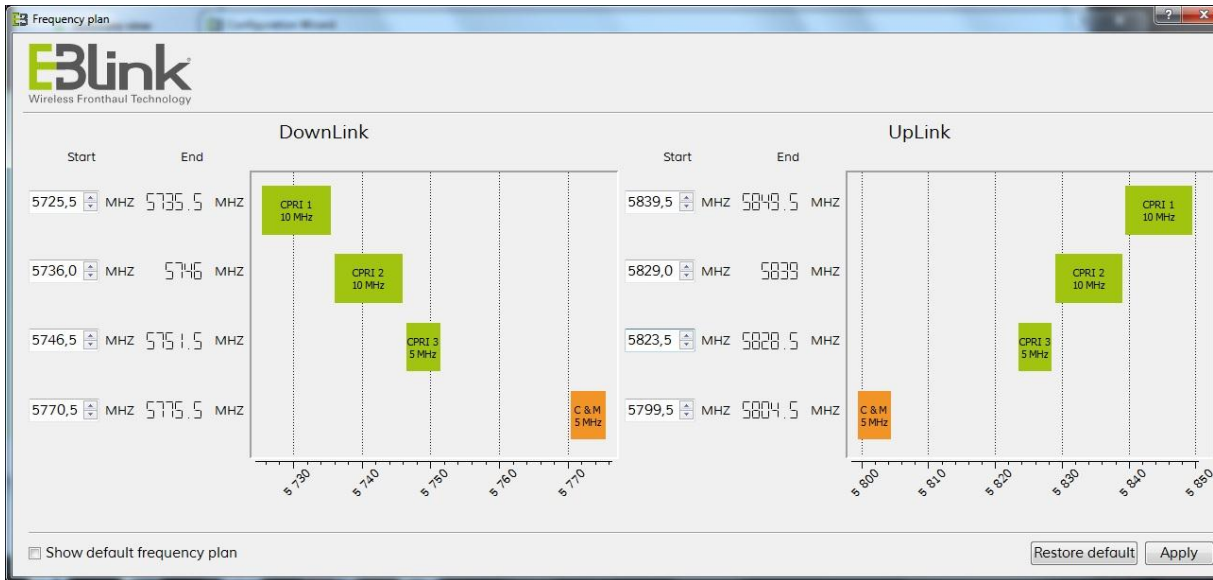 Frequency plan
EBlink
Wireless Fronthaul Technology
DownLink
UpLink
Start End
Start End
5725,5 MHZ 5735.5 MHZ
CPRI 1
10 MHz
5839,5 MHZ 5849.5 MHZ
CPRI 1
10 MHz
5736,0 MHZ 5746 MHZ
CPRI 2
10 MHz
5829,0 MHZ 5839 MHZ
CPRI 2
10 MHz
5746,5 MHZ 5751.5 MHZ
CPRI 3
5 MHz
5823,5 MHZ 5828.5 MHZ
CPRI 3
5 MHz
5770,5 MHZ 5775.5 MHZ
C & M
5 MHz
5799,5 MHZ 5804.5 MHZ
C & M
5 MHz
5 730 5 740 5 750 5 760 5 770
5 800 5 810 5 820 5 830 5 840 5 850
Show default frequency plan
Restore default
Apply